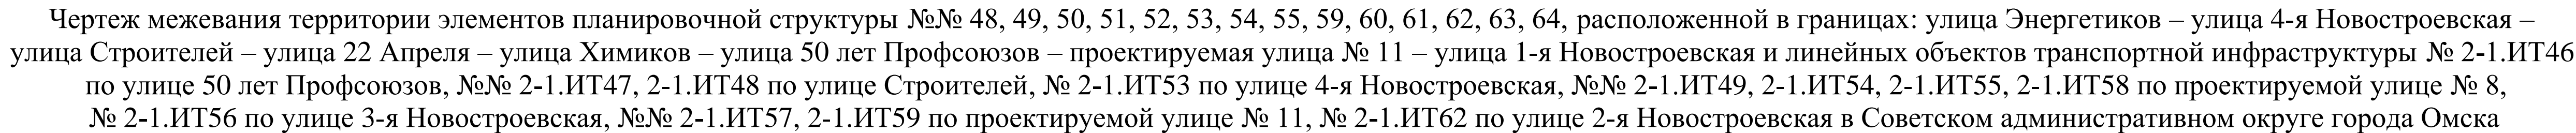 Чертеж межевания территории элементов планировочной структуры №№ 48, 49, 50, 51, 52, 53, 54, 55, 59, 60, 61, 62, 63, 64, расположенной в границах: улица Энергетиков – улица 4-я Новостроевская –
улица Строителей – улица 22 Апреля – улица Химиков – улица 50 лет Профсоюзов – проектируемая улица № 11 – улица 1-я Новостроевская и линейных объектов транспортной инфраструктуры № 2-1.ИТ46
по улице 50 лет Профсоюзов, №№ 2-1.ИТ47, 2-1.ИТ48 по улице Строителей, № 2-1.ИТ53 по улице 4-я Новостроевская, №№ 2-1.ИТ49, 2-1.ИТ54, 2-1.ИТ55, 2-1.ИТ58 по проектируемой улице № 8,
№ 2-1.ИТ56 по улице 3-я Новостроевская, №№ 2-1.ИТ57, 2-1.ИТ59 по проектируемой улице № 11, № 2-1.ИТ62 по улице 2-я Новостроевская в Советском административном округе города Омска